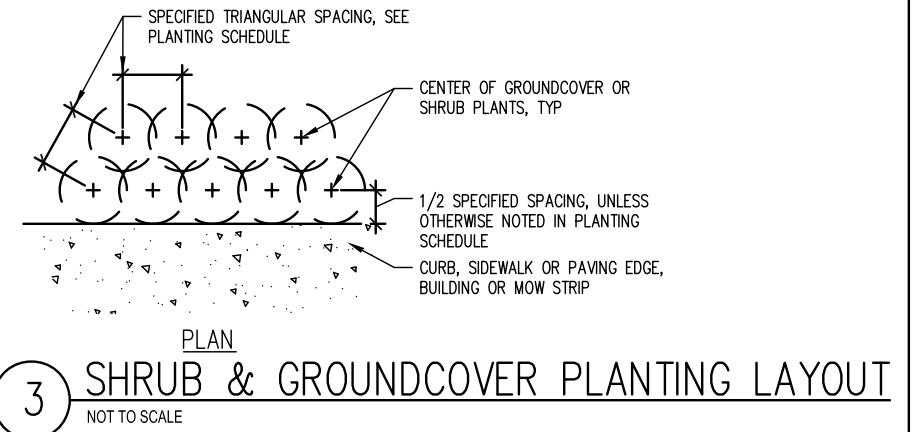 SPECIFIED TRIANGULAR SPACING, SEE
PLANTING SCHEDULE
CENTER OF GROUNDCOVER OR
SHRUB PLANTS, TYP
1/2 SPECIFIED SPACING, UNLESS
OTHERWISE NOTED IN PLANTING
SCHEDULE
CURB, SIDEWALK OR PAVING EDGE,
BUILDING OR MOW STRIP
PLAN
3 SHRUB & GROUNDCOVER PLANTING LAYOUT
NOT TO SCALE